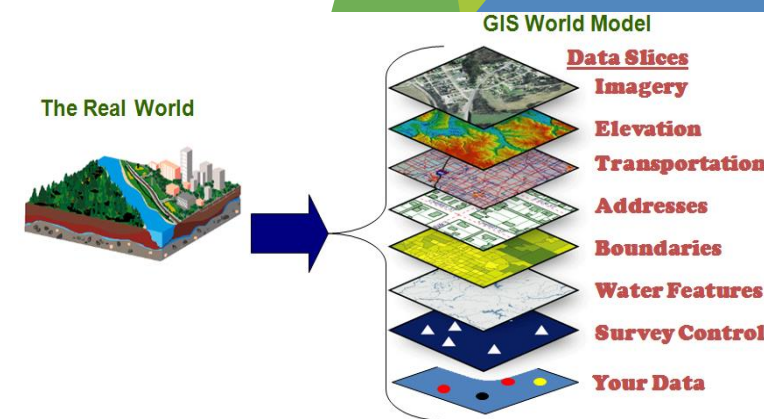 GIS World Model
The Real World
Data Slices
Imagery
Elevation
Transportation
Addresses
Boundaries
Water Features
Survey Control
Your Data